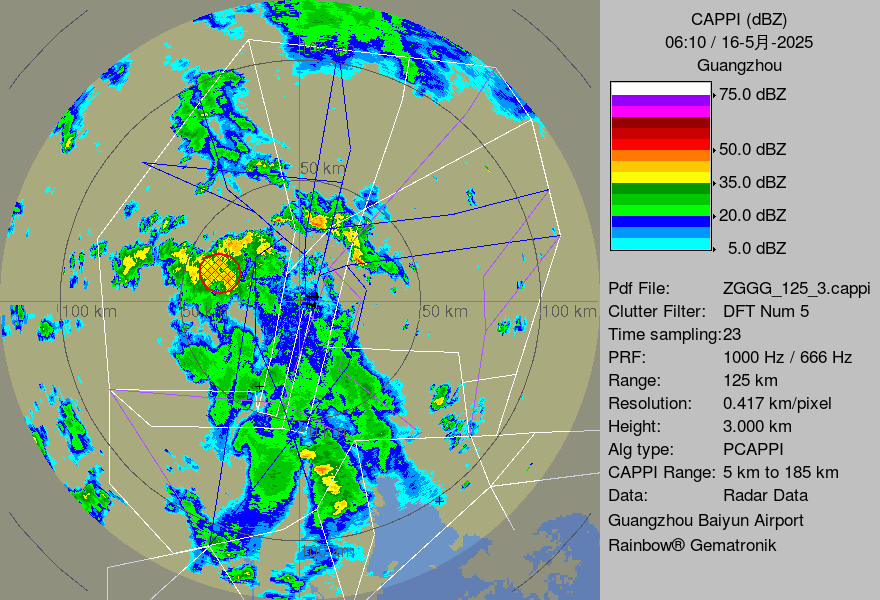 CAPPI (dBZ)
06:10 / 16-5月-2025
Guangzhou
75.0 dBZ
50.0 dBZ
35.0 dBZ
20.0 dBZ
5.0 dBZ
Pdf File: ZGGG_125_3.cappi
Clutter Filter: DFT Num 5
Time sampling:23
PRF: 1000 Hz / 666 Hz
Range: 125 km
Resolution: 0.417 km/pixel
Height: 3.000 km
Alg type: PCAPPI
CAPPI Range: 5 km to 185 km
Data: Radar Data
Guangzhou Baiyun Airport
Rainbow® Gematronik
50 km
100 km
50 km
50 km
100 km
100 km